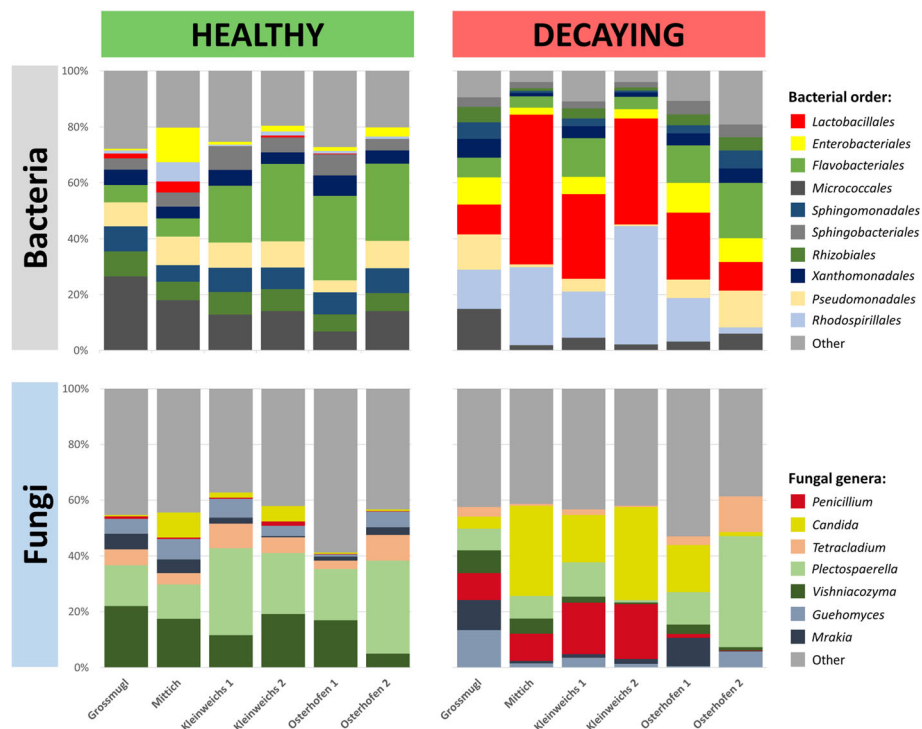 HEALTHY
DECAYING
Bacteria
100%
80%
60%
40%
20%
0%
Bacterial order:
Lactobacillales
Enterobacteriales
Flavobacteriales
Micrococcales
Sphingomonadales
Sphingobacteriales
Rhizobiales
Xanthomonadales
Pseudomonadales
Rhodospirillales
Other
Fungi
100%
80%
60%
40%
20%
0%
Fungal genera:
Penicillium
Candida
Tetracladium
Plectospaerella
Vishniacozyma
Guehomyces
Mrakia
Other
Grossmugl
Mittich
Kleinweichs 1
Kleinweichs 2
Osterhofen 1
Osterhofen 2
Grossmugl
Mittich
Kleinweichs 1
Kleinweichs 2
Osterhofen 1
Osterhofen 2